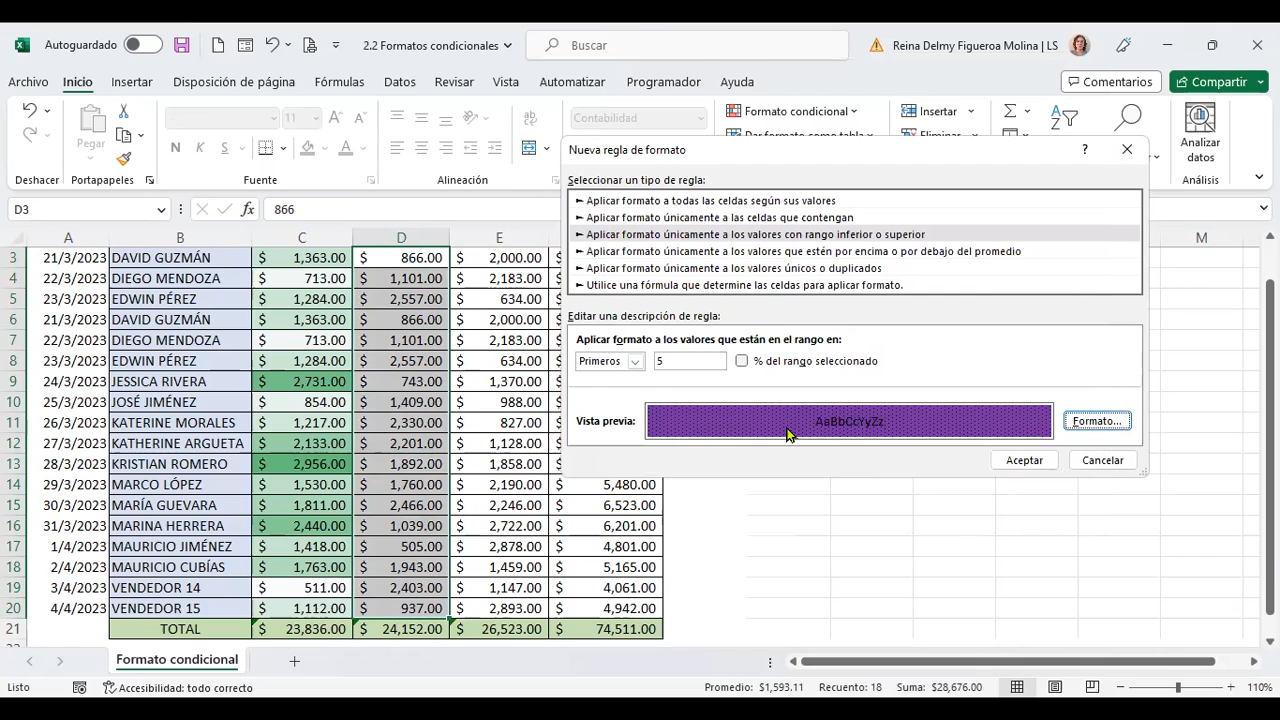 Autoguardado
2.2 Formatos condicionales
Buscar
Reina Delmy Figueroa Molina | LS
Archivo Inicio Insertar Disposición de página Fórmulas Datos Revisar Vista Automatizar Programador Ayuda
Comentarios
Compartir
11
Contabilidad
Formato condicional
Insertar
Dar formato como tabla
Eliminar
Pegar
N K S
Analizar datos
Deshacer Portapapeles Fuente Alineación Análisis
D3 fx 866
Nueva regla de formato
Seleccionar un tipo de regla:
► Aplicar formato a todas las celdas según sus valores
► Aplicar formato únicamente a las celdas que contengan
► Aplicar formato únicamente a los valores con rango inferior o superior
► Aplicar formato únicamente a los valores que estén por encima o por debajo del promedio
► Aplicar formato únicamente a los valores únicos o duplicados
► Utilice una fórmula que determine las celdas para aplicar formato.
Editar una descripción de regla:
Aplicar formato a los valores que están en el rango en:
Primeros 5 % del rango seleccionado
Vista previa: AaBbCcYyZz Formato...
Aceptar Cancelar
A B C D E M
3 21/3/2023 DAVID GUZMÁN $ 1,363.00 866.00 $ 2,000.00 $
4 22/3/2023 DIEGO MENDOZA $ 713.00 $ 1,101.00 $ 2,183.00 $
5 23/3/2023 EDWIN PÉREZ $ 1,284.00 $ 2,557.00 $ 634.00 $
6 21/3/2023 DAVID GUZMÁN $ 1,363.00 $ 866.00 $ 2,000.00 $
7 22/3/2023 DIEGO MENDOZA $ 713.00 $ 1,101.00 $ 2,183.00 $
8 23/3/2023 EDWIN PÉREZ $ 1,284.00 $ 2,557.00 $ 634.00 $
9 24/3/2023 JESSICA RIVERA $ 2,731.00 $ 743.00 $ 1,370.00 $
10 25/3/2023 JOSÉ JIMÉNEZ $ 854.00 $ 1,409.00 $ 988.00 $
11 26/3/2023 KATERINE MORALES $ 1,217.00 $ 2,330.00 $ 827.00 $
12 27/3/2023 KATHERINE ARGUETA $ 2,133.00 $ 2,201.00 $ 1,128.00 $
13 28/3/2023 KRISTIAN ROMERO $ 2,956.00 $ 1,892.00 $ 1,858.00 $
14 29/3/2023 MARCO LÓPEZ $ 1,530.00 $ 1,760.00 $ 2,190.00 $ 5,480.00
15 30/3/2023 MARÍA GUEVARA $ 1,811.00 $ 2,466.00 $ 2,246.00 $ 6,523.00
16 31/3/2023 MARINA HERRERA $ 2,440.00 $ 1,039.00 $ 2,722.00 $ 6,201.00
17 1/4/2023 MAURICIO JIMÉNEZ $ 1,418.00 $ 505.00 $ 2,878.00 $ 4,801.00
18 2/4/2023 MAURICIO CUBÍAS $ 1,763.00 $ 1,943.00 $ 1,459.00 $ 5,165.00
19 3/4/2023 VENDEDOR 14 $ 511.00 $ 2,403.00 $ 1,147.00 $ 4,061.00
20 4/4/2023 VENDEDOR 15 $ 1,112.00 $ 937.00 $ 2,893.00 $ 4,942.00
21 TOTAL $ 23,836.00 $ 24,152.00 $ 26,523.00 $ 74,511.00
Formato condicional
Listo Accesibilidad: todo correcto Promedio: $1,593.11 Recuento: 18 Suma: $28,676.00 110%